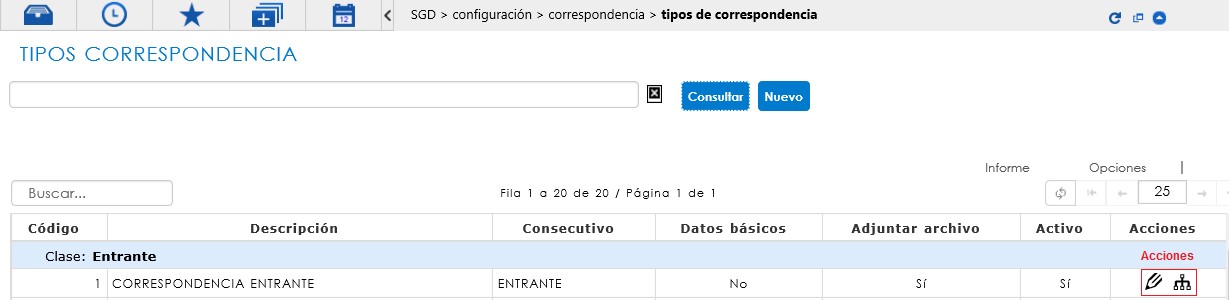 12
SGD > configuración > correspondencia > tipos de correspondencia
TIPOS CORRESPONDENCIA
Consultar Nuevo
Informe Opciones
Buscar... Fila 1 a 20 de 20 / Página 1 de 1 25
Código Descripción Consecutivo Datos básicos Adjuntar archivo Activo Acciones
Clase: Entrante Acciones
1 CORRESPONDENCIA ENTRANTE ENTRANTE No Sí Sí